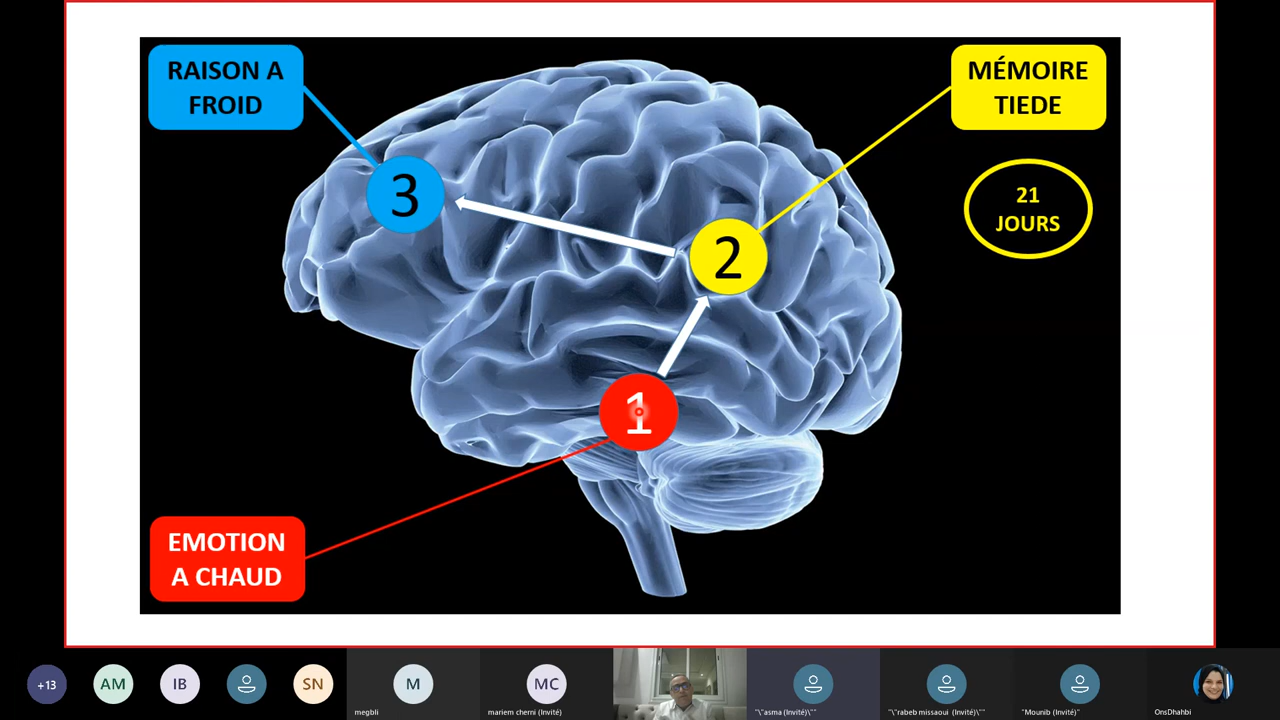 RAISON A
FROID
MÉMOIRE
TIEDE
3
21
JOURS
2
1
EMOTION
A CHAUD
+13
AM
IB
SN
M
MC
megbli
mariem cherni (Invité)
"\"asma (Invité)\""
"\"rabeb missaoui (Invité)\""
"Mounib (Invité)"
OnsDhahbi